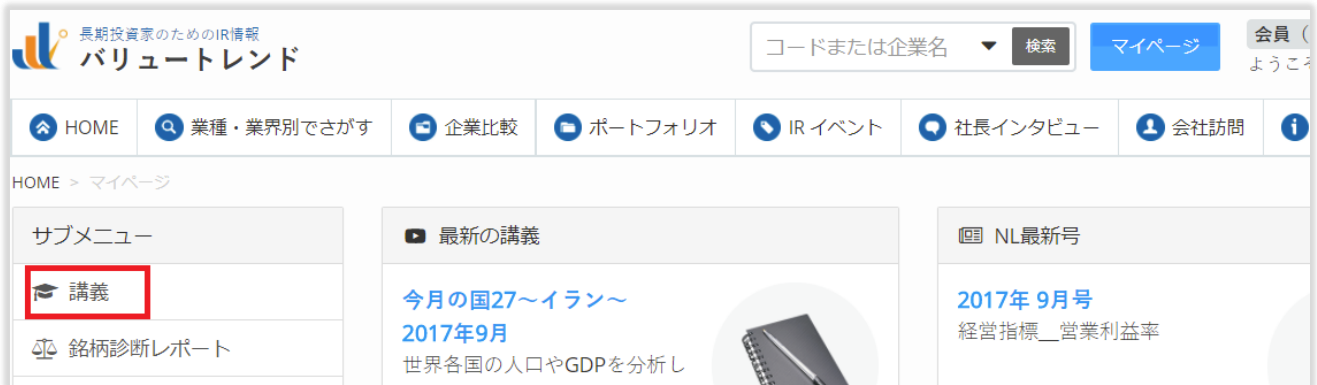 長期投資家のためのIR情報
バリュートレンド
コードまたは企業名
検索
マイページ
会員（
ようこそ
HOME
業種・業界別でさがす
企業比較
ポートフォリオ
IR イベント
社長インタビュー
会社訪問
HOME > マイページ
サブメニュー
講義
銘柄診断レポート
最新の講義
今月の国27～イラン～
2017年9月
世界各国の人口やGDPを分析し
NL最新号
2017年 9月号
経営指標__営業利益率